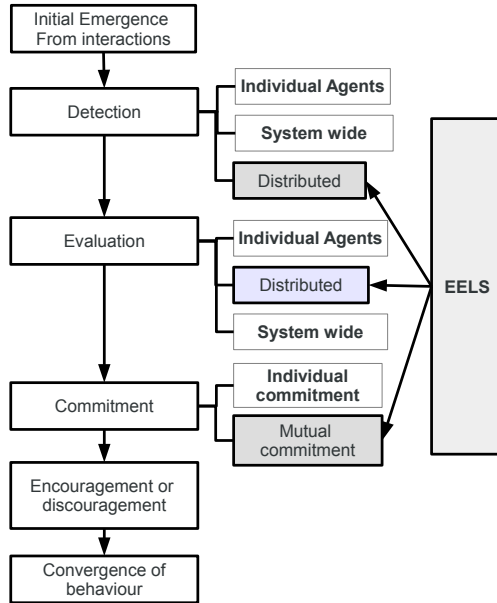 Initial Emergence
From interactions
Detection
Individual Agents
System wide
Distributed
Evaluation
Individual Agents
Distributed
System wide
EELS
Commitment
Individual
commitment
Mutual
commitment
Encouragement or
discouragement
Convergence of
behaviour